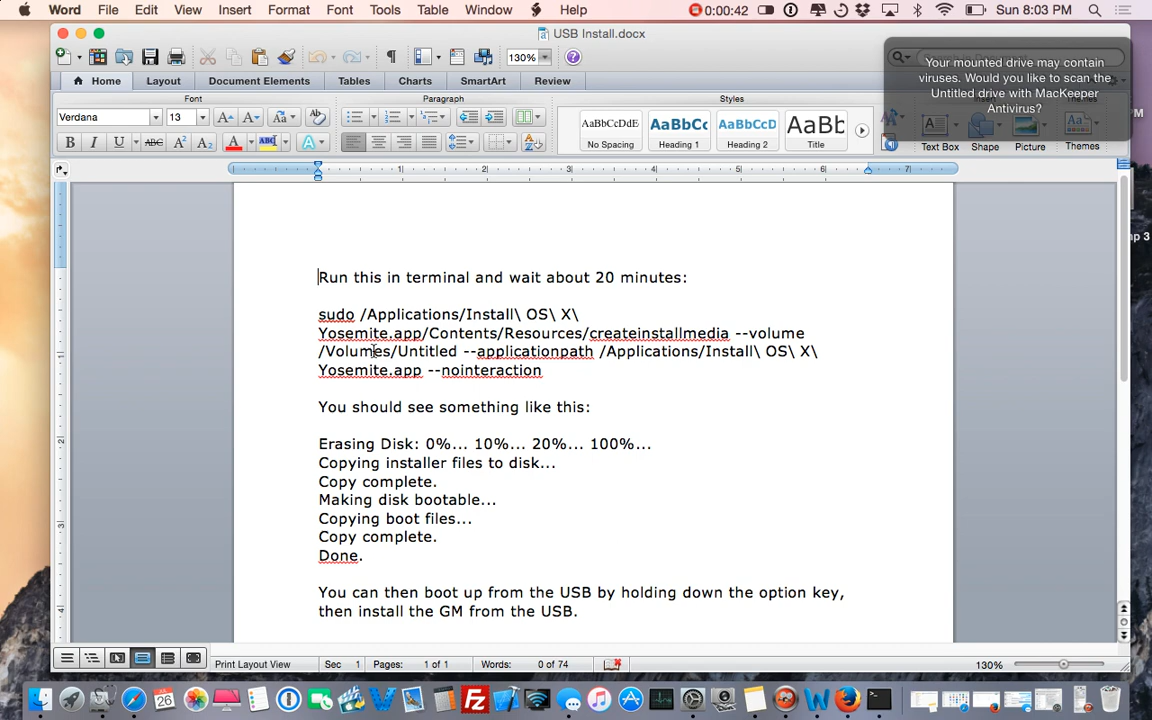 Word File Edit View Insert Format Font Tools Table Window Help 0:00:42 Sun 8:03 PM
USB Install.docx
130%
Home Layout Document Elements Tables Charts SmartArt Review
Your mounted drive may contain
viruses. Would you like to scan the
Untitled drive with MacKeeper
Antivirus?
Font Paragraph Styles
Verdana 13
AaBbCcDdE AaBbCc AaBbCcD AaBb
No Spacing Heading 1 Heading 2 Title
Text Box Shape Picture Themes
1 2 3 4 5 6 7
Run this in terminal and wait about 20 minutes:
sudo /Applications/Install\ OS\ X\
Yosemite.app/Contents/Resources/createinstallmedia --volume
/Volumes/Untitled --applicationpath /Applications/Install\ OS\ X\
Yosemite.app --nointeraction
You should see something like this:
Erasing Disk: 0%... 10%... 20%... 100%...
Copying installer files to disk...
Copy complete.
Making disk bootable...
Copying boot files...
Copy complete.
Done.
You can then boot up from the USB by holding down the option key,
then install the GM from the USB.
Print Layout View Sec 1 Pages: 1 of 1 Words: 0 of 74 130%